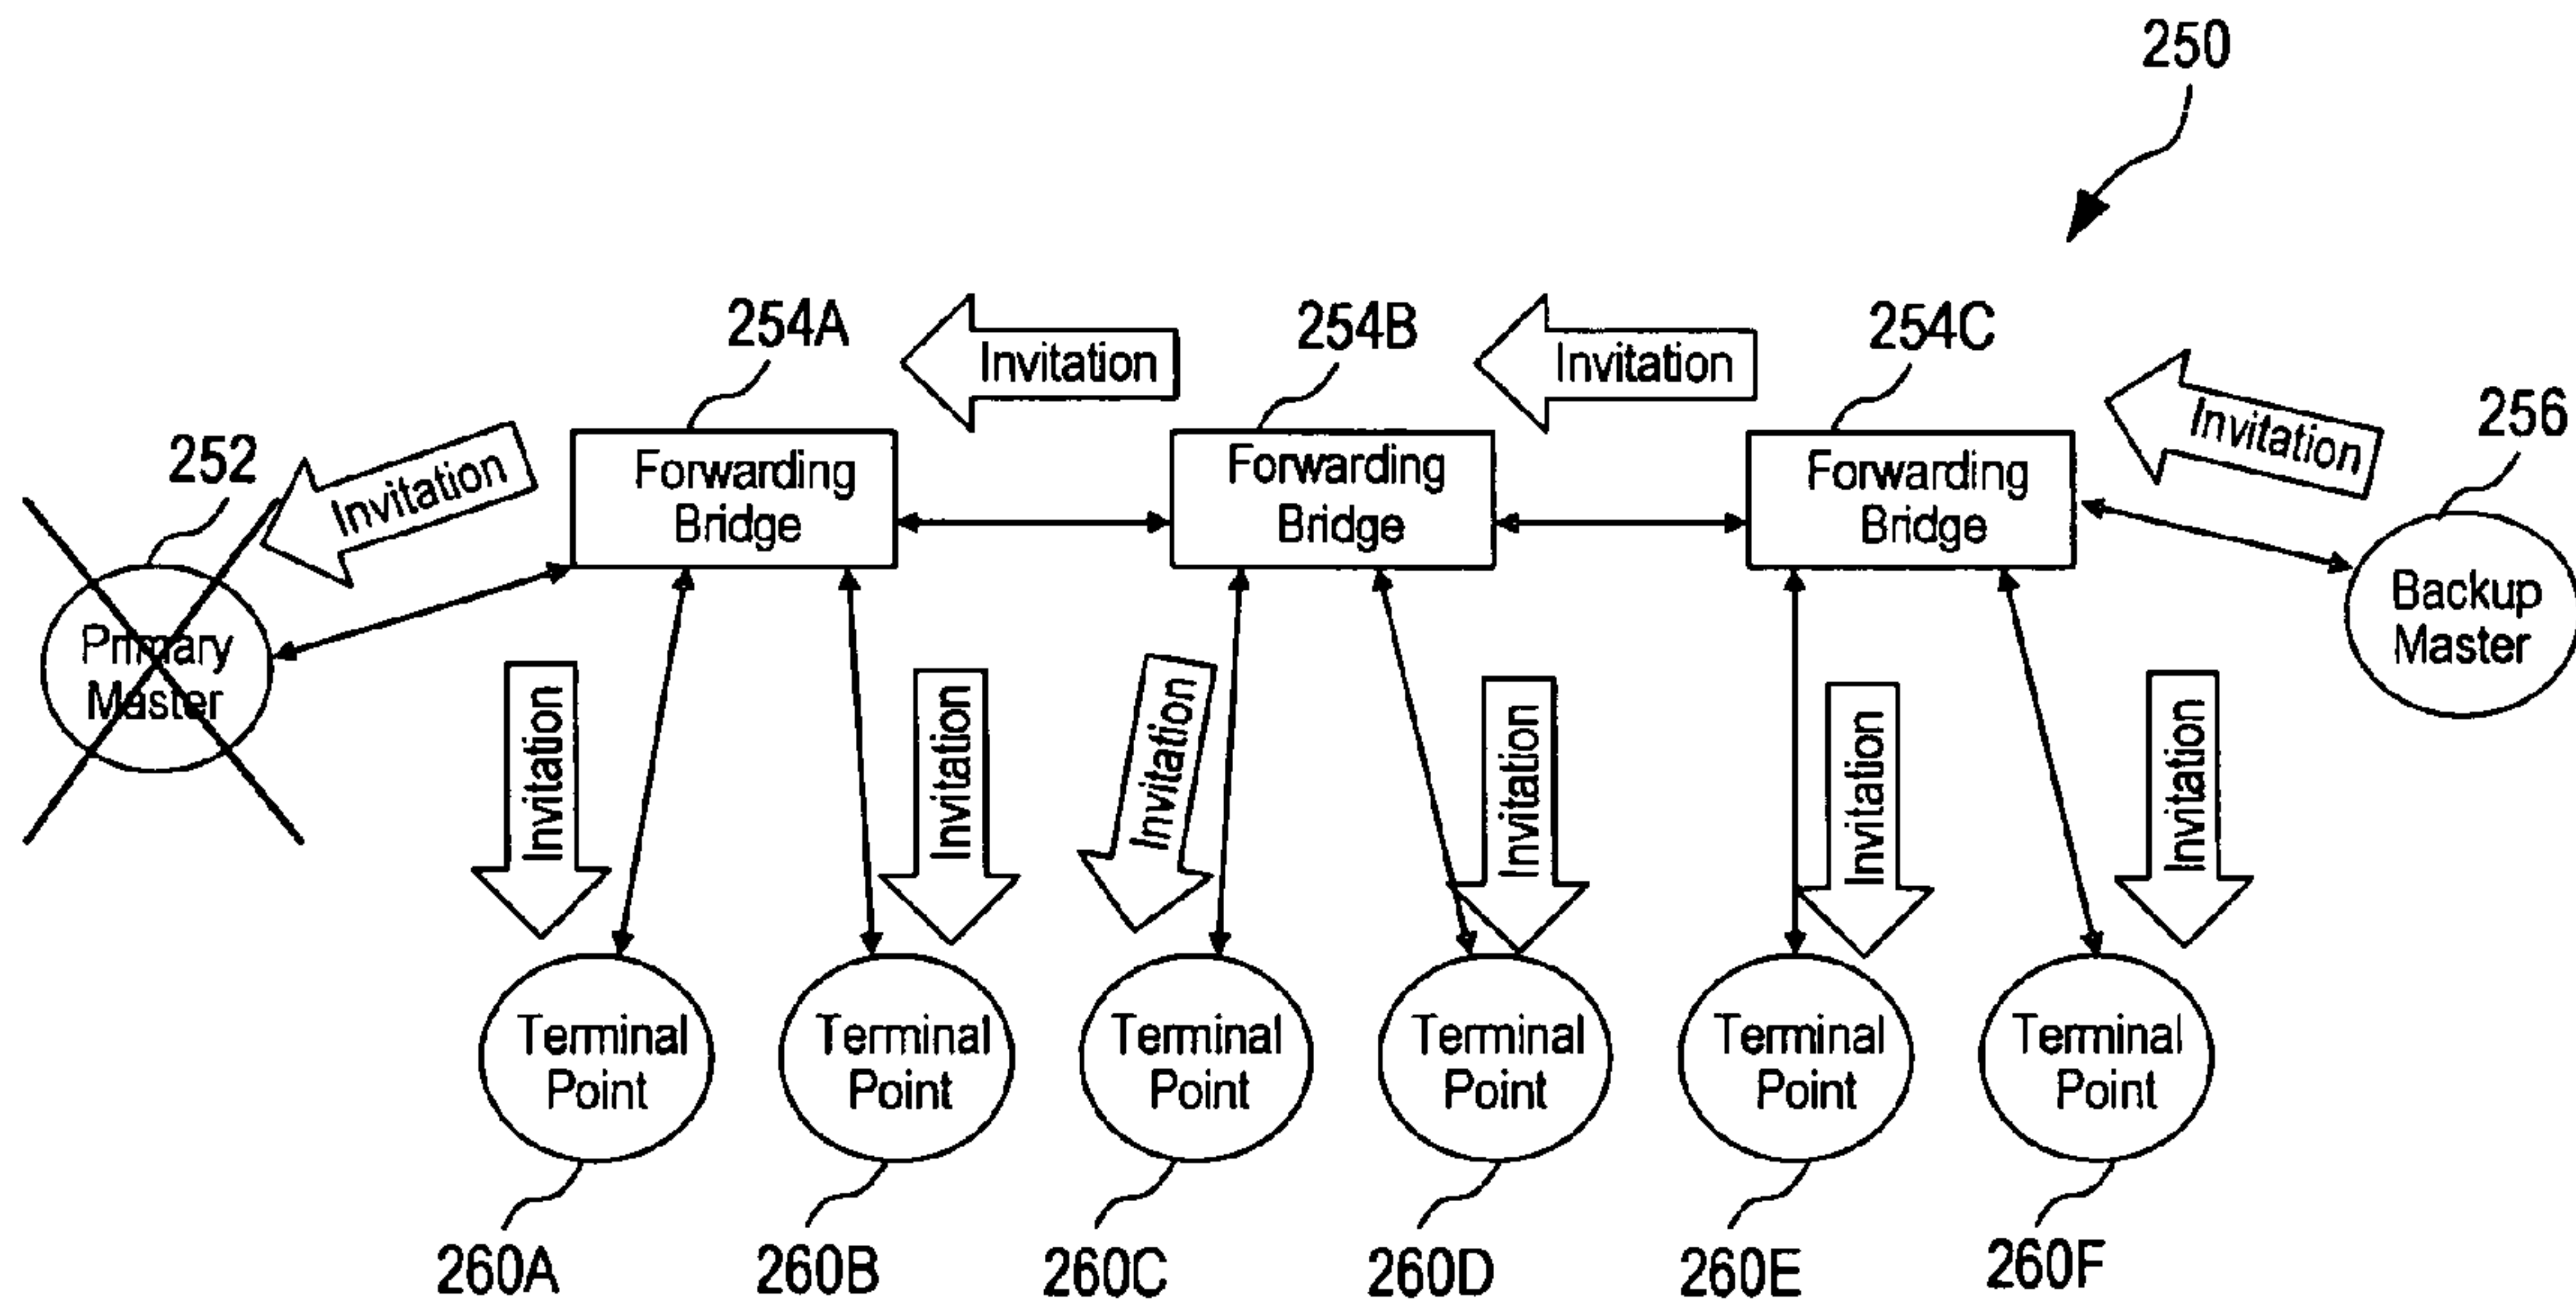 250
254A
Invitation
254B
Invitation
254C
Invitation
256
252
Invitation
Forwarding
Bridge
Forwarding
Bridge
Forwarding
Bridge
Primary
Master
Backup
Master
Invitation
Invitation
Invitation
Invitation
Invitation
Invitation
Terminal
Point
Terminal
Point
Terminal
Point
Terminal
Point
Terminal
Point
Terminal
Point
260A
260B
260C
260D
260E
260F